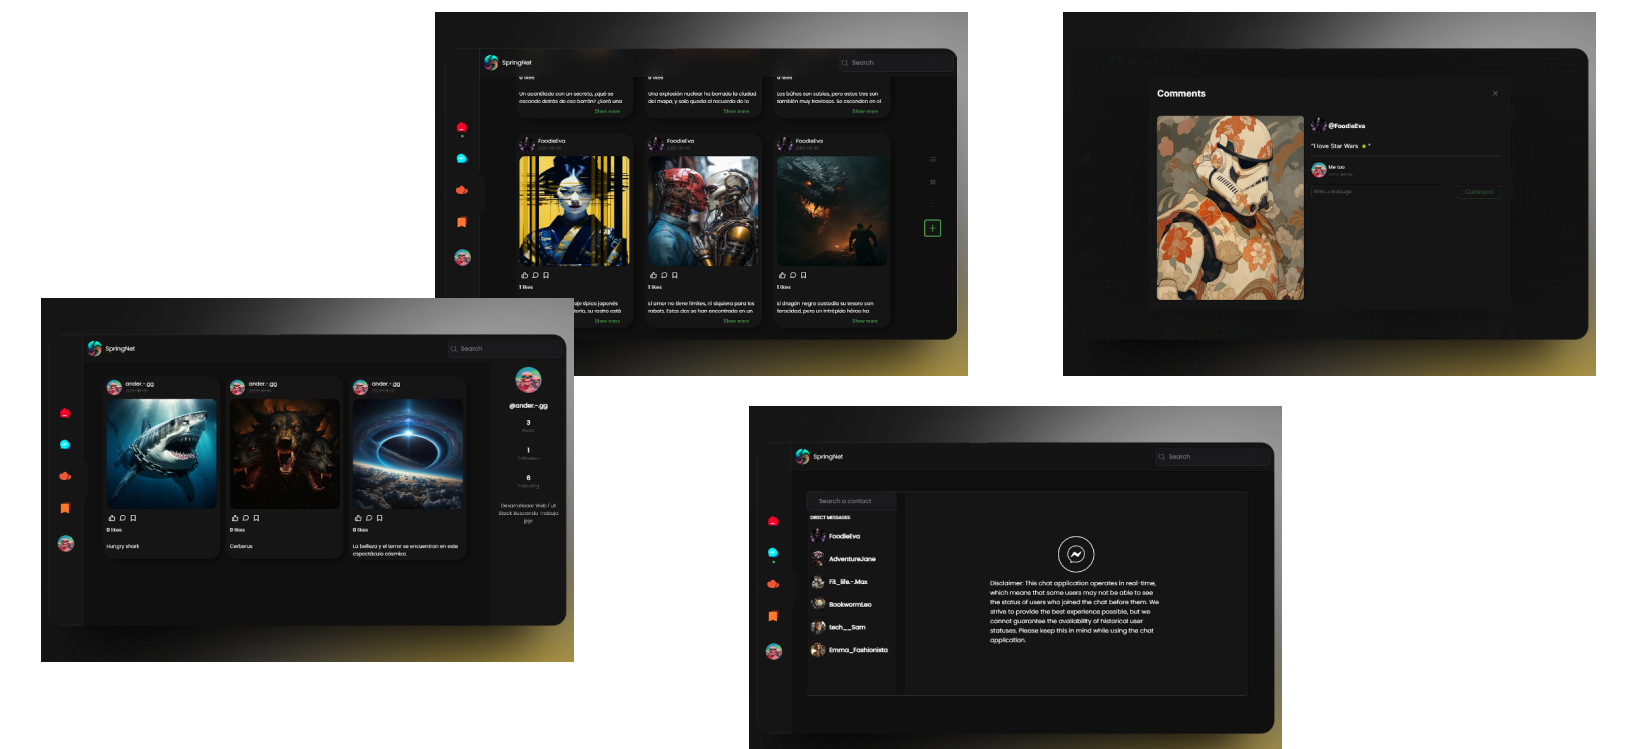 SpringNet
Search
0 likes
0 likes
0 likes
Un acantilado con un secreto, ¿qué se
esconde detrás de ese borrón? ¿Será una
Show more
Una explosión nuclear ha borrado la ciudad
del mapa, y solo queda el recuerdo de lo
Show more
Los búhos son sabios, pero estos tres son
también muy traviesos. Se esconden en el
Show more
FoodieEva
FoodieEva
FoodieEva
1 likes
aje típico japonés
torio, su rostro está
Show more
1 likes
El amor no tiene límites, ni siquiera para los
robots. Estos dos se han encontrado en un
Show more
1 likes
El dragón negro custodia su tesoro con
ferocidad, pero un intrépido héroe ha
Show more
Comments
@FoodieEva
"I love Star Wars ⭐ "
Me too
Write a message
Comment
SpringNet
Search
ander.-.gg
ander.-.gg
ander.-.gg
0 likes
Hungry shark
0 likes
Cerberus
0 likes
La belleza y el terror se encuentran en este
espectáculo cósmico.
@ander.-.gg
3
Posts
1
Followers
6
Following
Desarrollador Web Full
Stack Buscando Trabajo
jeje
SpringNet
Search
Search a contact
DIRECT MESSAGES
FoodieEva
AdventureJane
Fit_life.-.Max
BookwormLeo
tech__Sam
Emma_Fashionista
Disclaimer: This chat application operates in real-time,
which means that some users may not be able to see
the status of users who joined the chat before them. We
strive to provide the best experience possible, but we
cannot guarantee the availability of historical user
statuses. Please keep this in mind while using the chat
application.